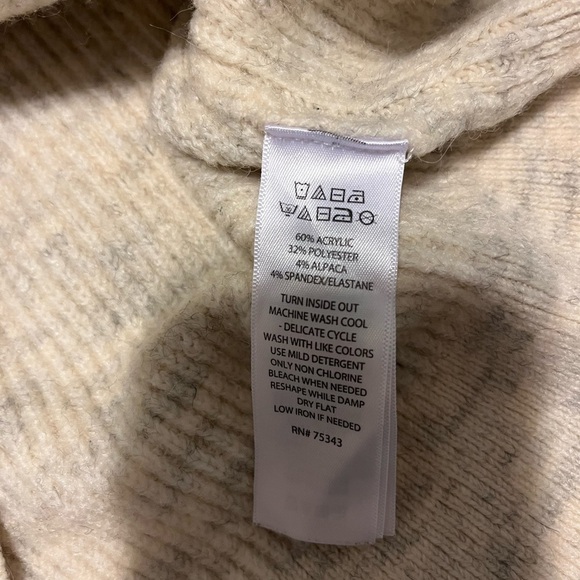 60% ACRYLIC
32% POLYESTER
4% ALPACA
4% SPANDEX/ELASTANE
TURN INSIDE OUT
MACHINE WASH COOL
- DELICATE CYCLE
WASH WITH LIKE COLORS
USE MILD DETERGENT
ONLY NON CHLORINE
BLEACH WHEN NEEDED
RESHAPE WHILE DAMP
DRY FLAT
LOW IRON IF NEEDED
RN# 75343